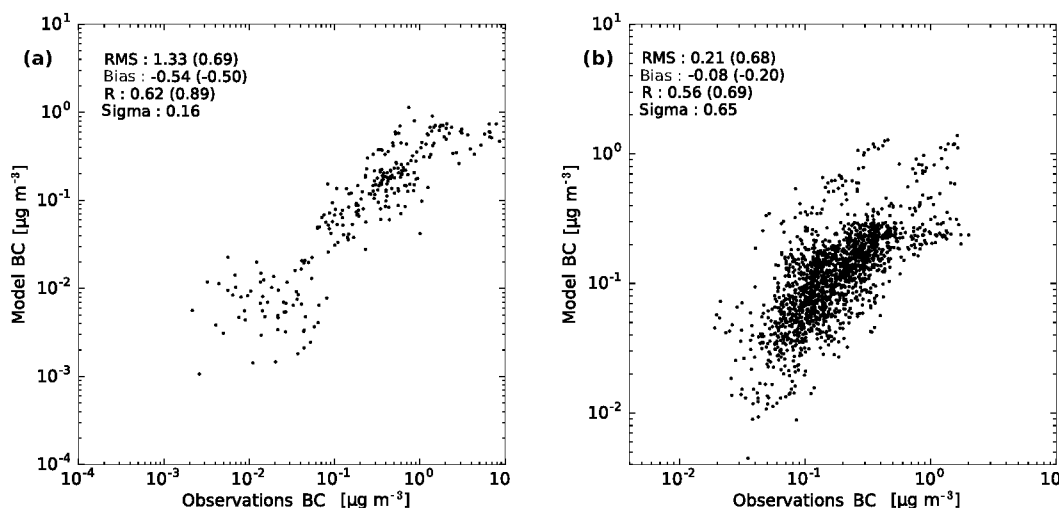 (a)
RMS : 1.33 (0.69)
Bias : -0.54 (-0.50)
R : 0.62 (0.89)
Sigma : 0.16
Model BC [µg m⁻³]
10¹
10⁰
10⁻¹
10⁻²
10⁻³
10⁻⁴
10⁻⁴ 10⁻³ 10⁻² 10⁻¹ 10⁰ 10
Observations BC [µg m⁻³]
(b)
RMS : 0.21 (0.68)
Bias : -0.08 (-0.20)
R : 0.56 (0.69)
Sigma : 0.65
Model BC [µg m⁻³]
10¹
10⁰
10⁻¹
10⁻²
10⁻² 10⁻¹ 10⁰ 10
Observations BC [µg m⁻³]